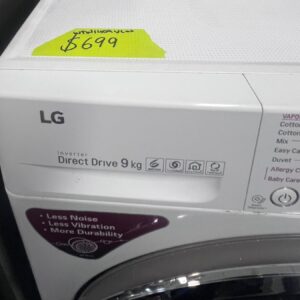 $699
LG
inverter
Direct Drive 9 kg
Cotton
Cotton
Mix
Easy Ca
Duvet
Allergy C
Baby Care
Less Noise
Less Vibration
More Durability